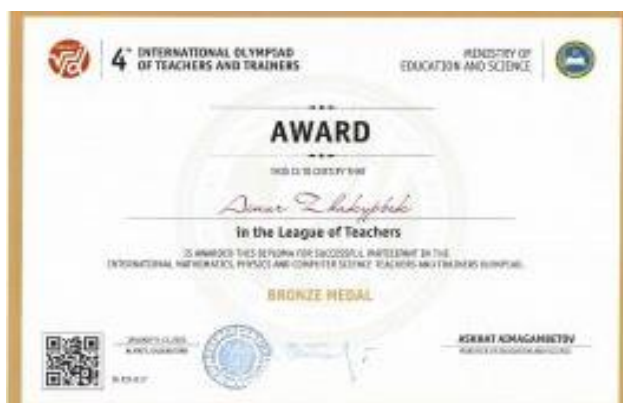 4th INTERNATIONAL OLYMPIAD
OF TEACHERS AND TRAINERS
MINISTRY OF
EDUCATION AND SCIENCE
AWARD
THIS IS TO CERTIFY THAT
in the League of Teachers
IS AWARDED THIS DIPLOMA FOR SUCCESSFUL PARTICIPANT IN THE
INTERNATIONAL MATHEMATICS, PHYSICS AND COMPUTER SCIENCE TEACHERS AND TRAINERS OLYMPIAD.
BRONZE MEDAL
ASKHAT AIMAGAMBETOV